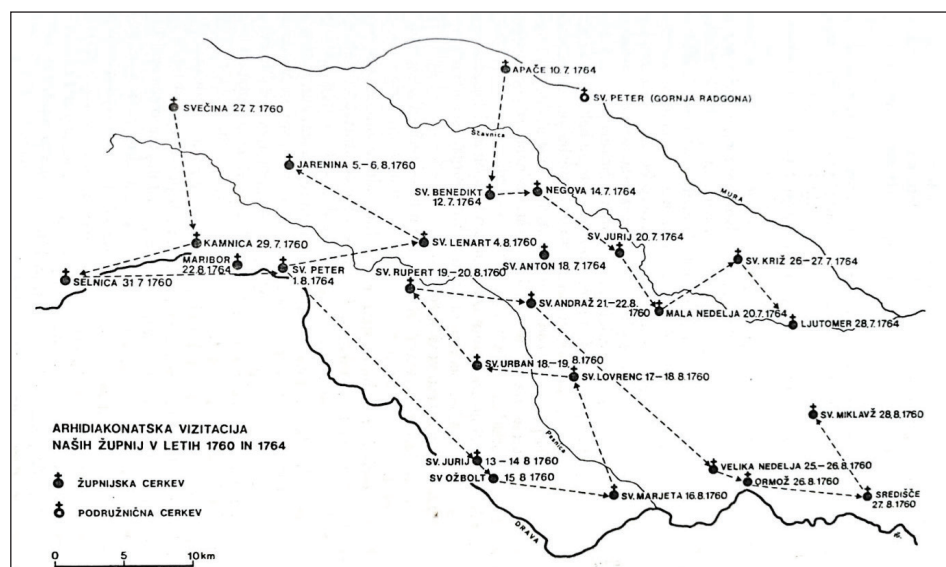 APAČE 10.7.1764
SV. PETER (GORNJA RADGONA)
SVEČINA 27.7.1760
Ščavnica
JARENINA 5.–6.8.1760
SV. BENEDIKT
12.7.1764
NEGOVA 14.7.1764
MURA
KAMNICA 29.7.1760
SV. LENART 4.8.1760
SV. JURIJ 20.7.1764
SV. ANTON 18.7.1764
SV. KRIŽ 26–27.7.1764
MARIBOR
22.8.1764
SV. PETER
1.8.1764
SELNICA 31.7.1760
SV. RUPERT 19–20.8.1760
SV. ANDRAŽ 21–22.8.
1760
MALA NEDELJA 20.7.1764
LJUTOMER 28.7.1764
SV. URBAN 18.–19.8.1760
SV. LOVRENC 17–18.8.1760
SV. MIKLAVŽ 28.8.1760
ARHIDIAKONATSKA VIZITACIJA
NAŠIH ŽUPNIJ V LETIH 1760 IN 1764
ŽUPNIJSKA CERKEV
PODRUŽNIČNA CERKEV
Pesnica
SV. JURIJ 13–14 8 1760
SV OŽBOLT 15 8 1760
SV. MARJETA 16.8.1760
VELIKA NEDELJA 25.–26.8.1760
ORMOŽ 26.8.1760
SREDIŠČE
27.8.1760
DRAVA
0 5 10 km